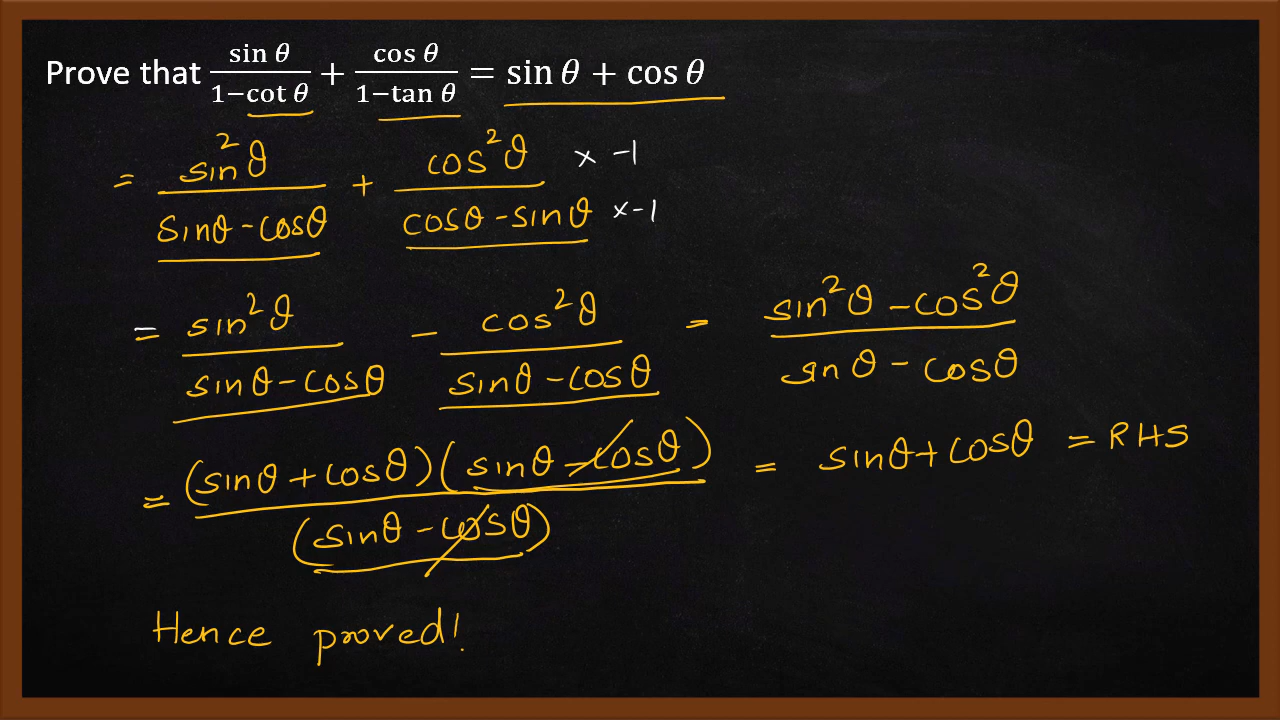 Prove that sin θ/(1−cot θ) + cos θ/(1−tan θ) = sin θ + cos θ
= sin²θ/(sinθ - cosθ) + cos²θ/(cosθ - sinθ) × -1 / × -1
= sin²θ/(sinθ - cosθ) - cos²θ/(sinθ - cosθ) = (sin²θ - cos²θ)/(sinθ - cosθ)
= (sinθ + cosθ)(sinθ - cosθ)/(sinθ - cosθ) = sinθ + cosθ = RHS
Hence proved!